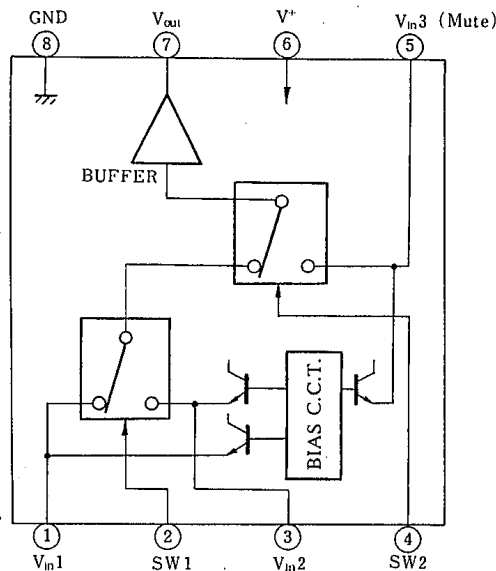 GND Vout V+ Vin3 (Mute)
8 7 6 5
BUFFER
BIAS C.C.T.
1 2 3 4
Vin1 SW1 Vin2 SW2